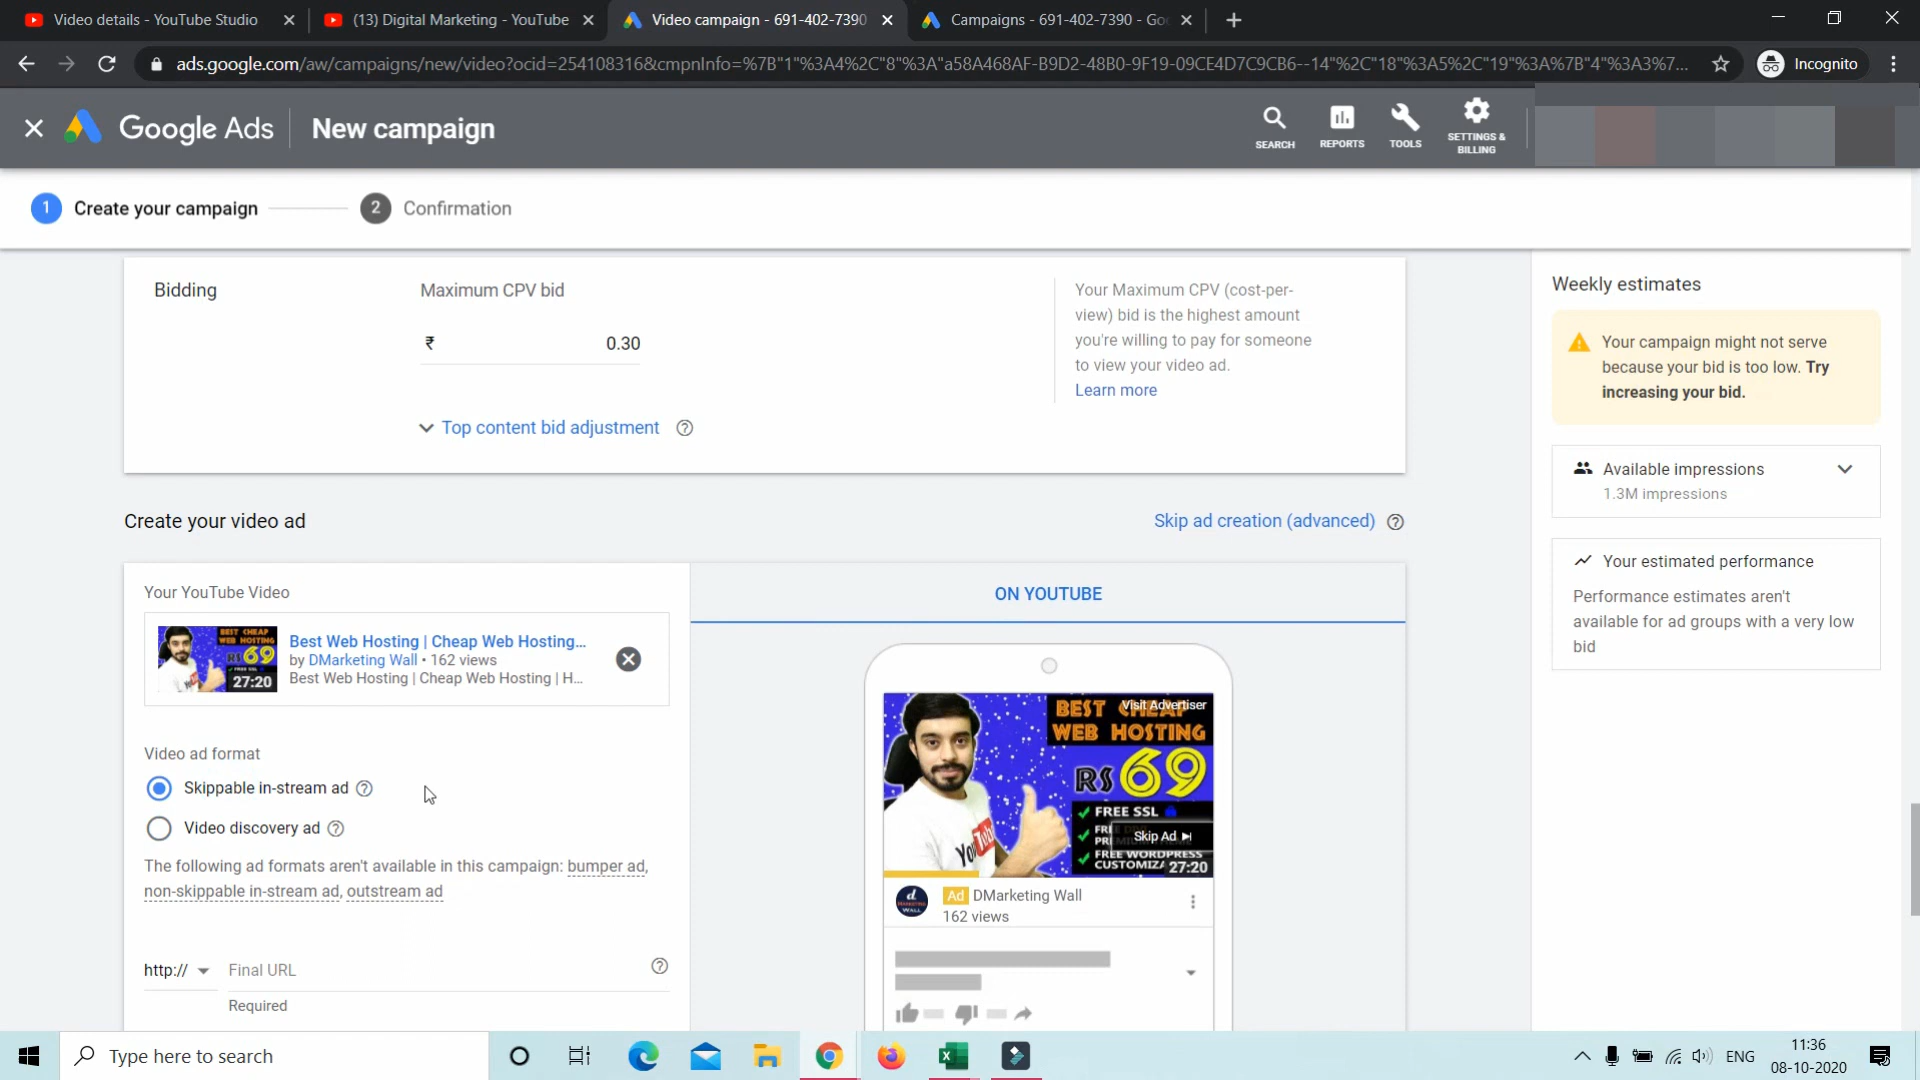 Video details - YouTube Studio
(13) Digital Marketing - YouTube
Video campaign - 691-402-7390
Campaigns - 691-402-7390 - Goo
ads.google.com/aw/campaigns/new/video?ocid=254108316&cmpnInfo=%7B"1"%3A4%2C"8"%3A"a58A468AF-B9D2-48B0-9F19-09CE4D7C9CB6--14"%2C"18"%3A5%2C"19"%3A%7B"4"%3A3%7...
Incognito
Google Ads
New campaign
SEARCH
REPORTS
TOOLS
SETTINGS &
BILLING
1 Create your campaign
2 Confirmation
Bidding
Maximum CPV bid
₹ 0.30
Top content bid adjustment
Your Maximum CPV (cost-per-
view) bid is the highest amount
you're willing to pay for someone
to view your video ad.
Learn more
Weekly estimates
Your campaign might not serve
because your bid is too low. Try
increasing your bid.
Available impressions
1.3M impressions
Your estimated performance
Performance estimates aren't
available for ad groups with a very low
bid
Create your video ad
Skip ad creation (advanced)
Your YouTube Video
BEST CHEAP
WEB HOSTING
RS 69
27:20
Best Web Hosting | Cheap Web Hosting...
by DMarketing Wall • 162 views
Best Web Hosting | Cheap Web Hosting | H...
Video ad format
Skippable in-stream ad
Video discovery ad
The following ad formats aren't available in this campaign: bumper ad,
non-skippable in-stream ad, outstream ad
http://
Final URL
Required
ON YOUTUBE
Visit Advertiser
BEST CHEAP
WEB HOSTING
RS 69
FREE SSL
Skip Ad
FREE WORDPRESS
27:20
Ad DMarketing Wall
162 views
Type here to search
ENG
11:36
08-10-2020